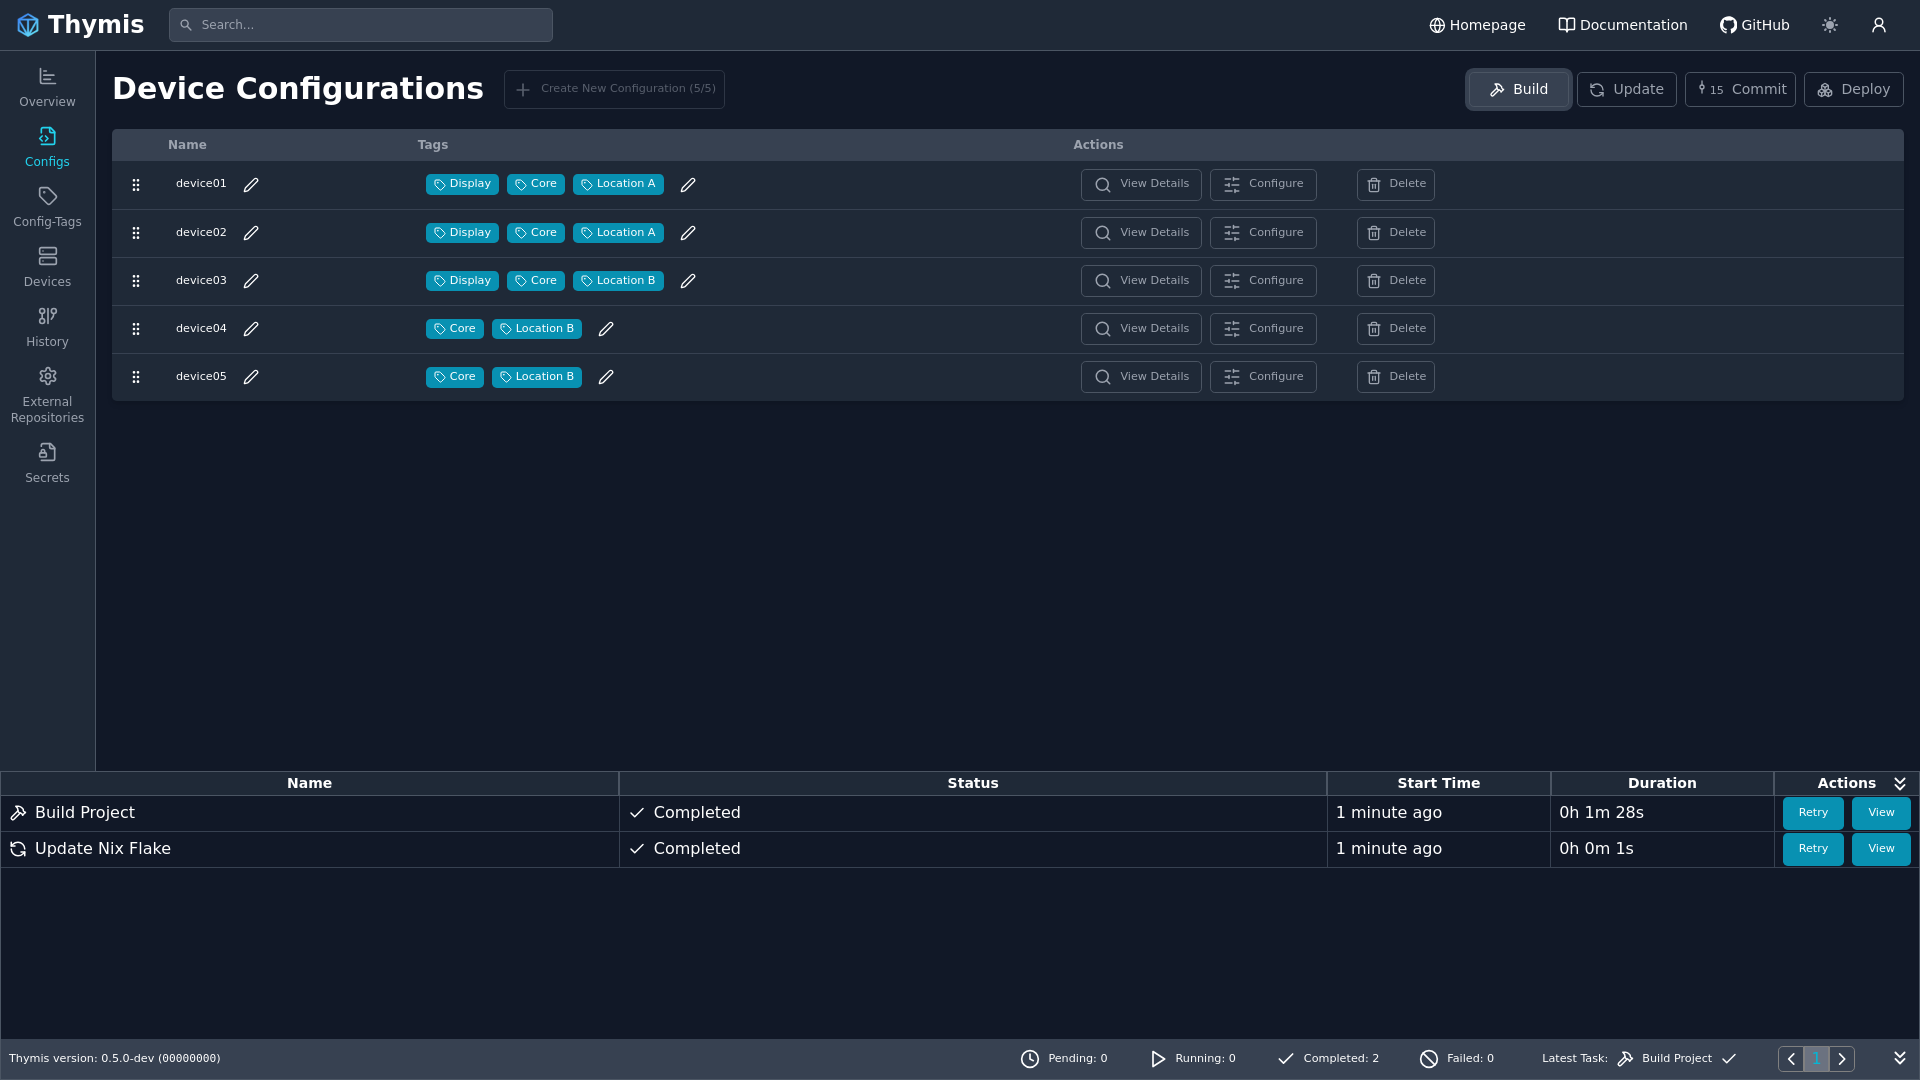 Thymis
Search...
Homepage
Documentation
GitHub
Overview
Configs
Config-Tags
Devices
History
External
Repositories
Secrets
Device Configurations
Create New Configuration (5/5)
Build
Update
15 Commit
Deploy
Name Tags Actions
device01 Display Core Location A View Details Configure Delete
device02 Display Core Location A View Details Configure Delete
device03 Display Core Location B View Details Configure Delete
device04 Core Location B View Details Configure Delete
device05 Core Location B View Details Configure Delete
Name Status Start Time Duration Actions
Build Project Completed 1 minute ago 0h 1m 28s Retry View
Update Nix Flake Completed 1 minute ago 0h 0m 1s Retry View
Thymis version: 0.5.0-dev (00000000) Pending: 0 Running: 0 Completed: 2 Failed: 0 Latest Task: Build Project 1